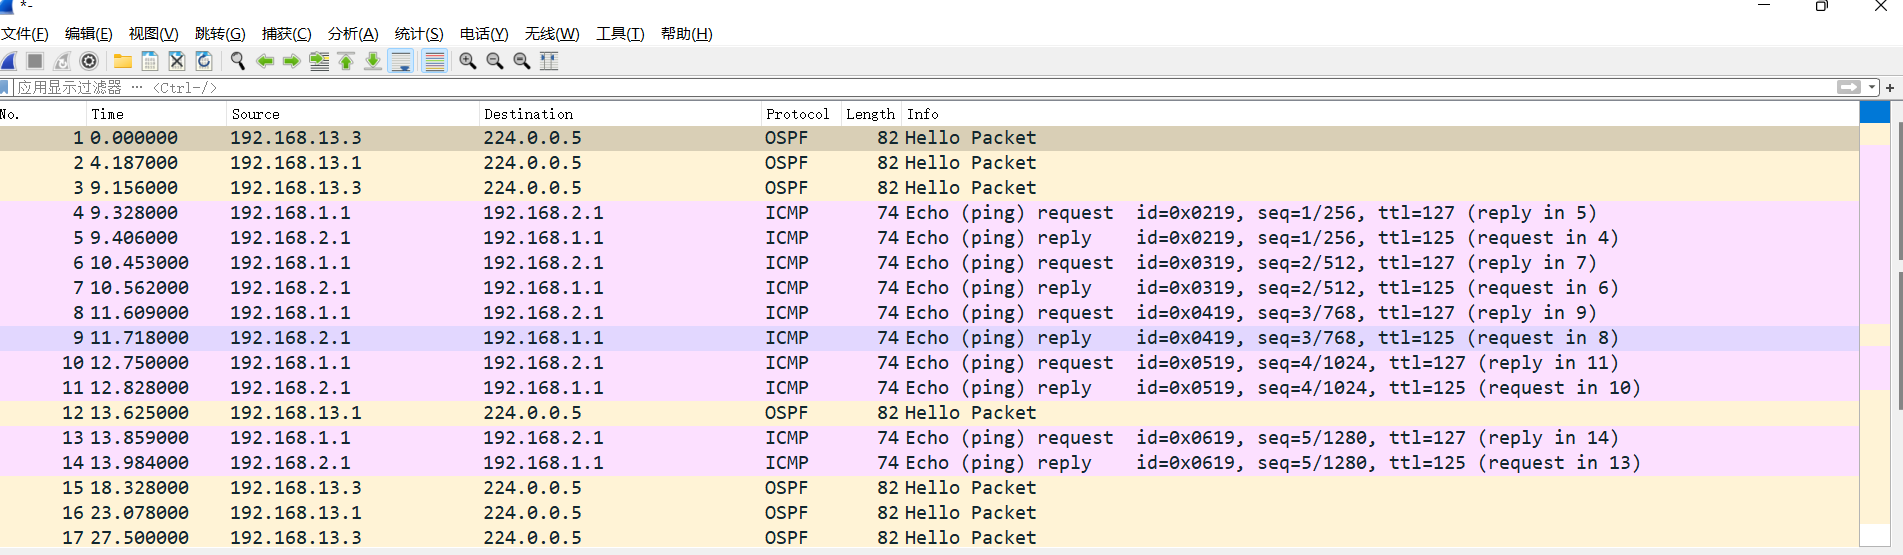 *-
文件(F) 编辑(E) 视图(V) 跳转(G) 捕获(C) 分析(A) 统计(S) 电话(Y) 无线(W) 工具(T) 帮助(H)
应用显示过滤器 … <Ctrl-/>
No. Time Source Destination Protocol Length Info
1 0.000000 192.168.13.3 224.0.0.5 OSPF 82 Hello Packet
2 4.187000 192.168.13.1 224.0.0.5 OSPF 82 Hello Packet
3 9.156000 192.168.13.3 224.0.0.5 OSPF 82 Hello Packet
4 9.328000 192.168.1.1 192.168.2.1 ICMP 74 Echo (ping) request id=0x0219, seq=1/256, ttl=127 (reply in 5)
5 9.406000 192.168.2.1 192.168.1.1 ICMP 74 Echo (ping) reply id=0x0219, seq=1/256, ttl=125 (request in 4)
6 10.453000 192.168.1.1 192.168.2.1 ICMP 74 Echo (ping) request id=0x0319, seq=2/512, ttl=127 (reply in 7)
7 10.562000 192.168.2.1 192.168.1.1 ICMP 74 Echo (ping) reply id=0x0319, seq=2/512, ttl=125 (request in 6)
8 11.609000 192.168.1.1 192.168.2.1 ICMP 74 Echo (ping) request id=0x0419, seq=3/768, ttl=127 (reply in 9)
9 11.718000 192.168.2.1 192.168.1.1 ICMP 74 Echo (ping) reply id=0x0419, seq=3/768, ttl=125 (request in 8)
10 12.750000 192.168.1.1 192.168.2.1 ICMP 74 Echo (ping) request id=0x0519, seq=4/1024, ttl=127 (reply in 11)
11 12.828000 192.168.2.1 192.168.1.1 ICMP 74 Echo (ping) reply id=0x0519, seq=4/1024, ttl=125 (request in 10)
12 13.625000 192.168.13.1 224.0.0.5 OSPF 82 Hello Packet
13 13.859000 192.168.1.1 192.168.2.1 ICMP 74 Echo (ping) request id=0x0619, seq=5/1280, ttl=127 (reply in 14)
14 13.984000 192.168.2.1 192.168.1.1 ICMP 74 Echo (ping) reply id=0x0619, seq=5/1280, ttl=125 (request in 13)
15 18.328000 192.168.13.3 224.0.0.5 OSPF 82 Hello Packet
16 23.078000 192.168.13.1 224.0.0.5 OSPF 82 Hello Packet
17 27.500000 192.168.13.3 224.0.0.5 OSPF 82 Hello Packet